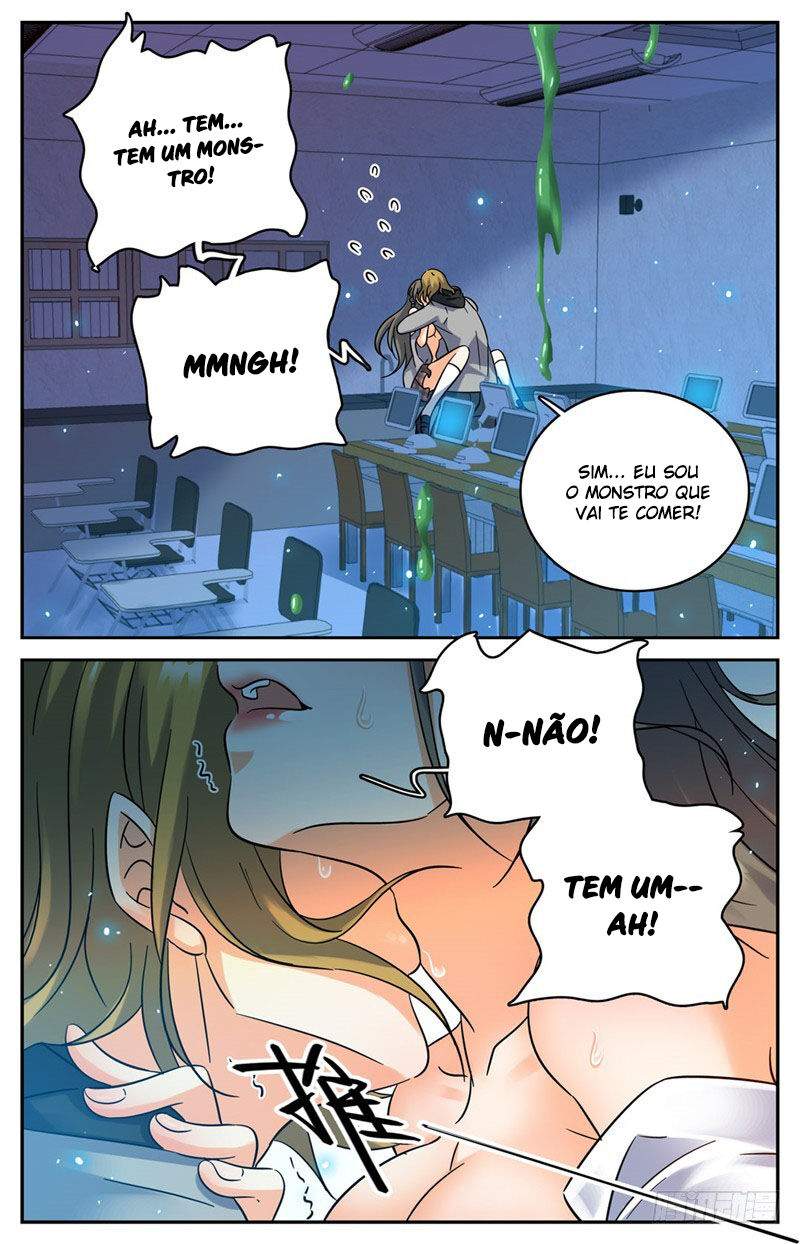 AH... TEM...
TEM UM MONS-
TRO!
MMNGH!
SIM... EU SOU
O MONSTRO QUE
VAI TE COMER!
N-NÃO!
TEM UM--
AH!
推